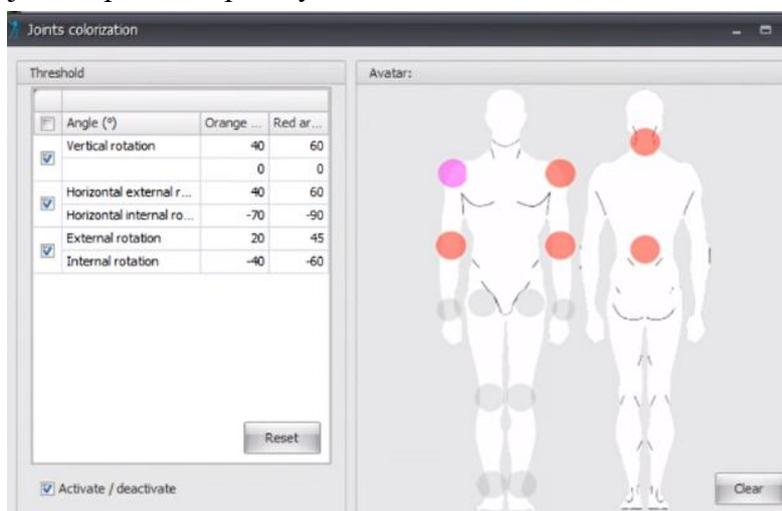 Joints colorization
Threshold
Avatar:
Angle (°) Orange ... Red ar...
Vertical rotation 40 60
0 0
Horizontal external r... 40 60
Horizontal internal ro... -70 -90
External rotation 20 45
Internal rotation -40 -60
Reset
Activate / deactivate
Clear